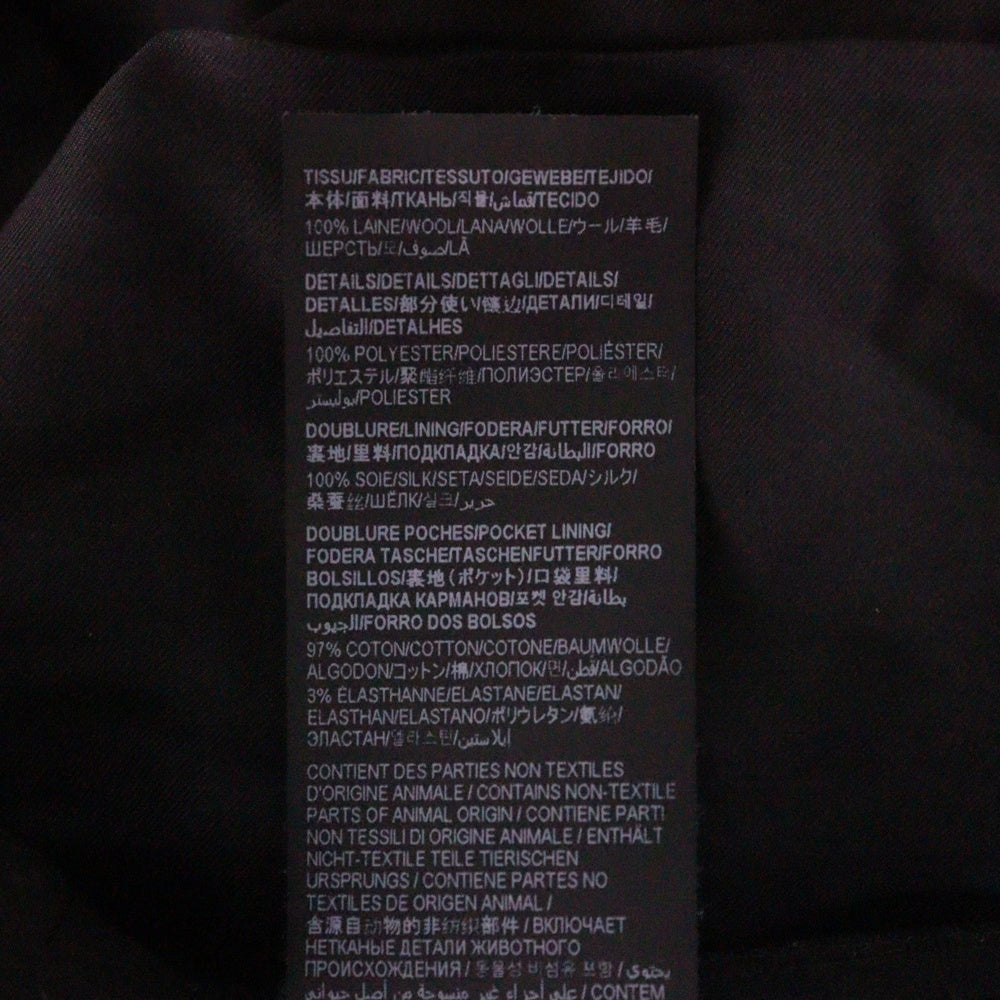 TISSU/FABRIC/TESSUTO/GEWEBE/TEJIDO/
本体/面料/ТКАНЬ/직물/قماش/TECIDO
100% LAINE/WOOL/LANA/WOLLE/ウール/羊毛/
ШЕРСТЬ/모/صوف/LÃ
DETAILS/DETAILS/DETTAGLI/DETAILS/
DETALLES/部分使い/镶边/ДЕТАЛИ/디테일/
التفاصيل/DETALHES
100% POLYESTER/POLIESTERE/POLIÉSTER/
ポリエステル/聚酯纤维/ПОЛИЭСТЕР/폴리에스터/
بوليستر/POLIESTER
DOUBLURE/LINING/FODERA/FUTTER/FORRO/
裏地/里料/ПОДКЛАДКА/안감/البطانة/FORRO
100% SOIE/SILK/SETA/SEIDE/SEDA/シルク/
桑蚕丝/ШЁЛК/실크/حرير
DOUBLURE POCHES/POCKET LINING/
FODERA TASCHE/TASCHENFUTTER/FORRO
BOLSILLOS/裏地(ポケット)/口袋里料/
ПОДКЛАДКА КАРМАНОВ/포켓 안감/بطانة
الجيوب/FORRO DOS BOLSOS
97% COTON/COTTON/COTONE/BAUMWOLLE/
ALGODON/コットン/棉/ХЛОПОК/면/قطن/ALGODÃO
3% ÉLASTHANNE/ELASTANE/ELASTAN/
ELASTHAN/ELASTANO/ポリウレタン/氨纶/
ЭЛАСТАН/엘라스틴/إيلاستين
CONTIENT DES PARTIES NON TEXTILES
D'ORIGINE ANIMALE / CONTAINS NON-TEXTILE
PARTS OF ANIMAL ORIGIN / CONTIENE PARTI
NON TESSILI DI ORIGINE ANIMALE / ENTHÄLT
NICHT-TEXTILE TEILE TIERISCHEN
URSPRUNGS / CONTIENE PARTES NO
TEXTILES DE ORIGEN ANIMAL /
含源自动物的非纺织部件 / ВКЛЮЧАЕТ
НЕТКАНЫЕ ДЕТАЛИ ЖИВОТНОГО
ПРОИСХОЖДЕНИЯ / 동물성 비섬유 포함 / يحتوي
على أجزاء غير منسوجة من أصل حيواني / CONTEM